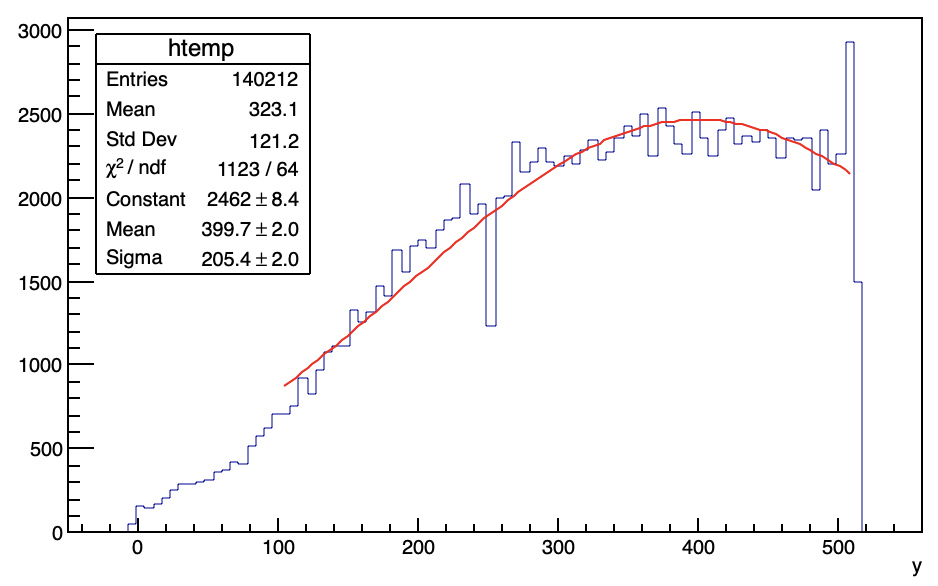 3000
htemp
Entries 140212
Mean 323.1
Std Dev 121.2
χ² / ndf 1123 / 64
Constant 2462 ± 8.4
Mean 399.7 ± 2.0
Sigma 205.4 ± 2.0
2500
2000
1500
1000
500
0
0 100 200 300 400 500
y